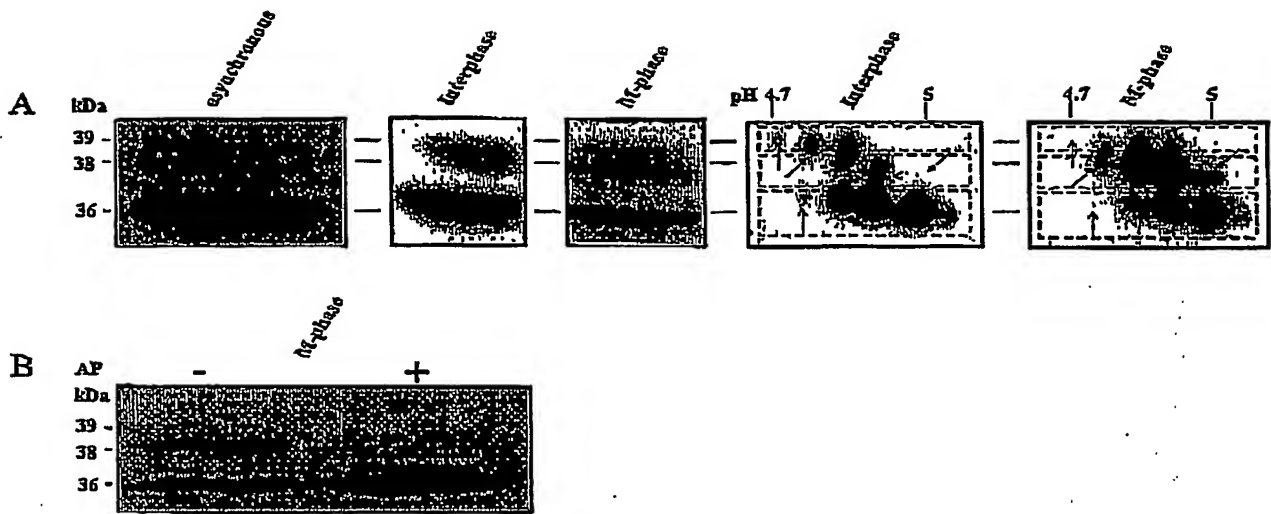 asynchronous Interphase M-phase Interphase M-phase
A kDa pH 4.7 5 4.7 5
39
38
36
M-phase
B AP - +
kDa
39
38
36